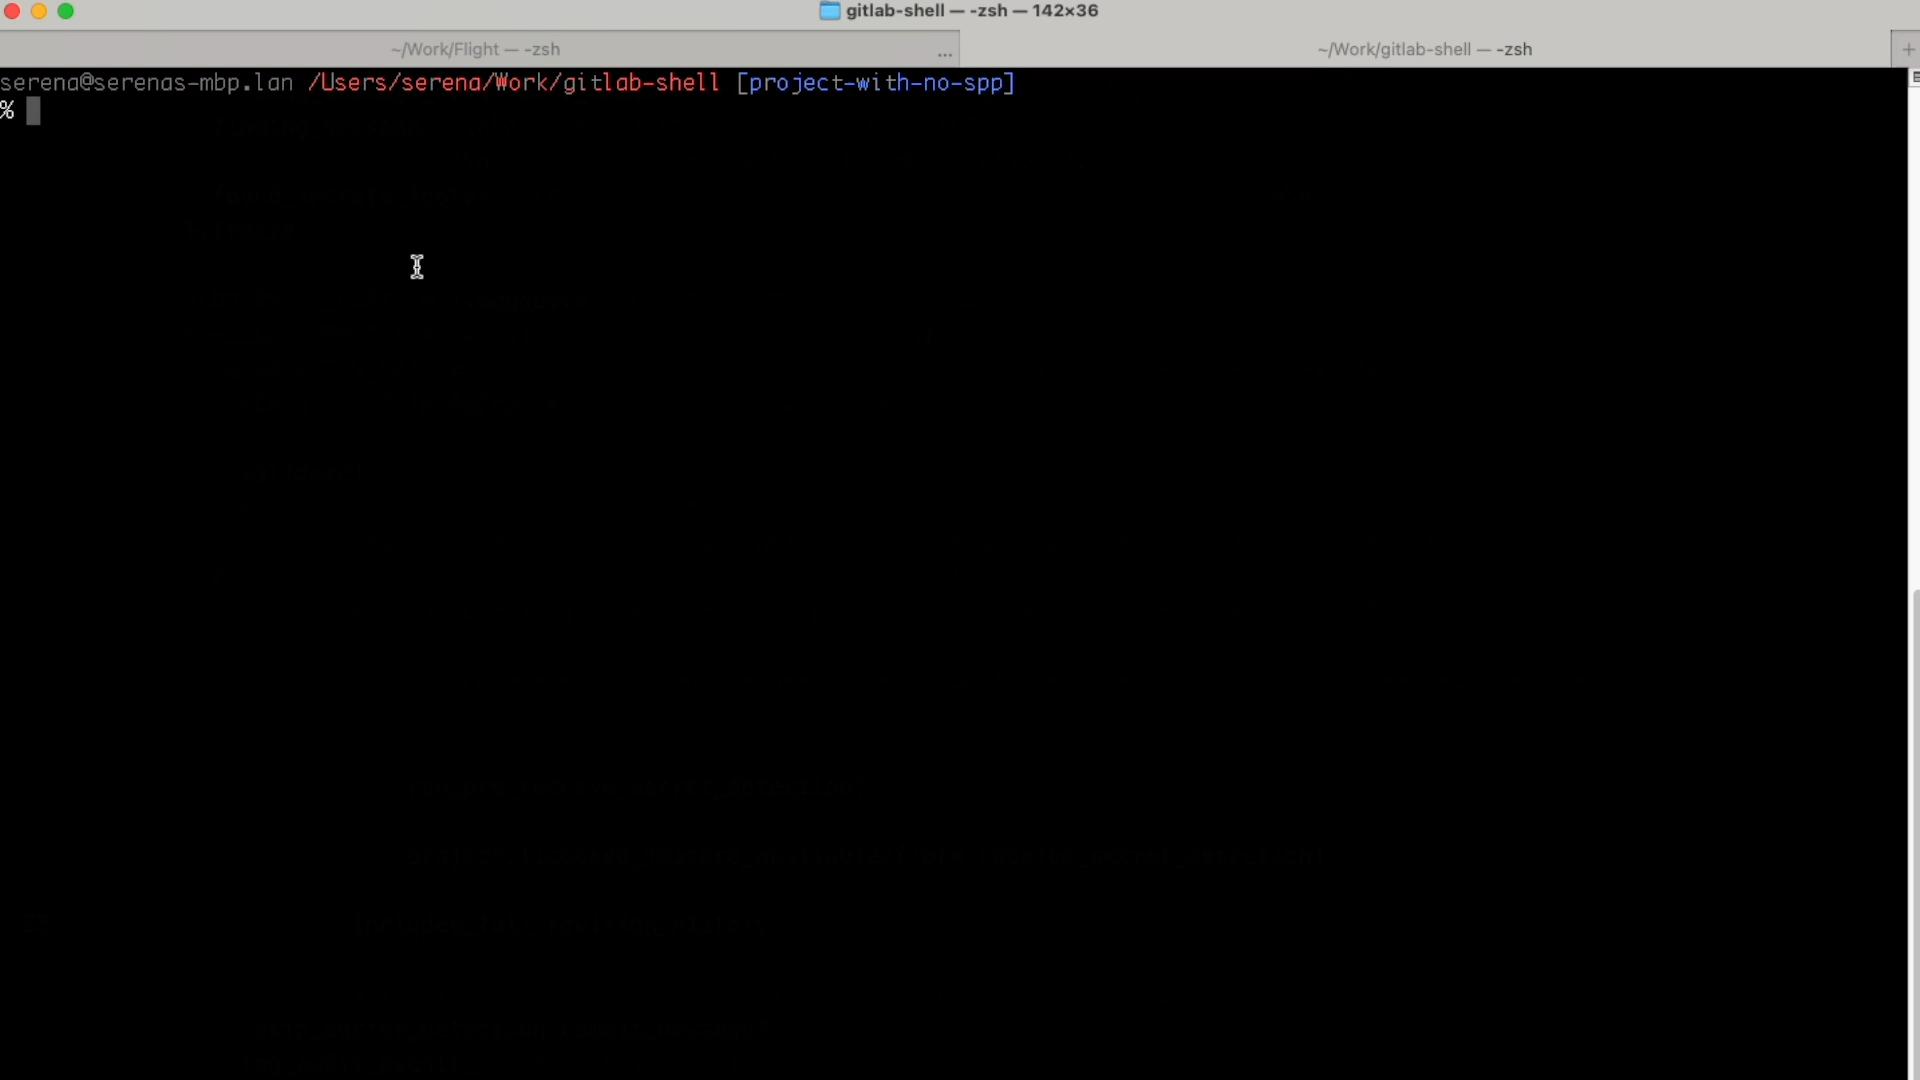 gitlab-shell — -zsh — 142×36
~/Work/Flight — -zsh
...
~/Work/gitlab-shell — -zsh
+
serena@serenas-mbp.lan /Users/serena/Work/gitlab-shell [project-with-no-spp]
%